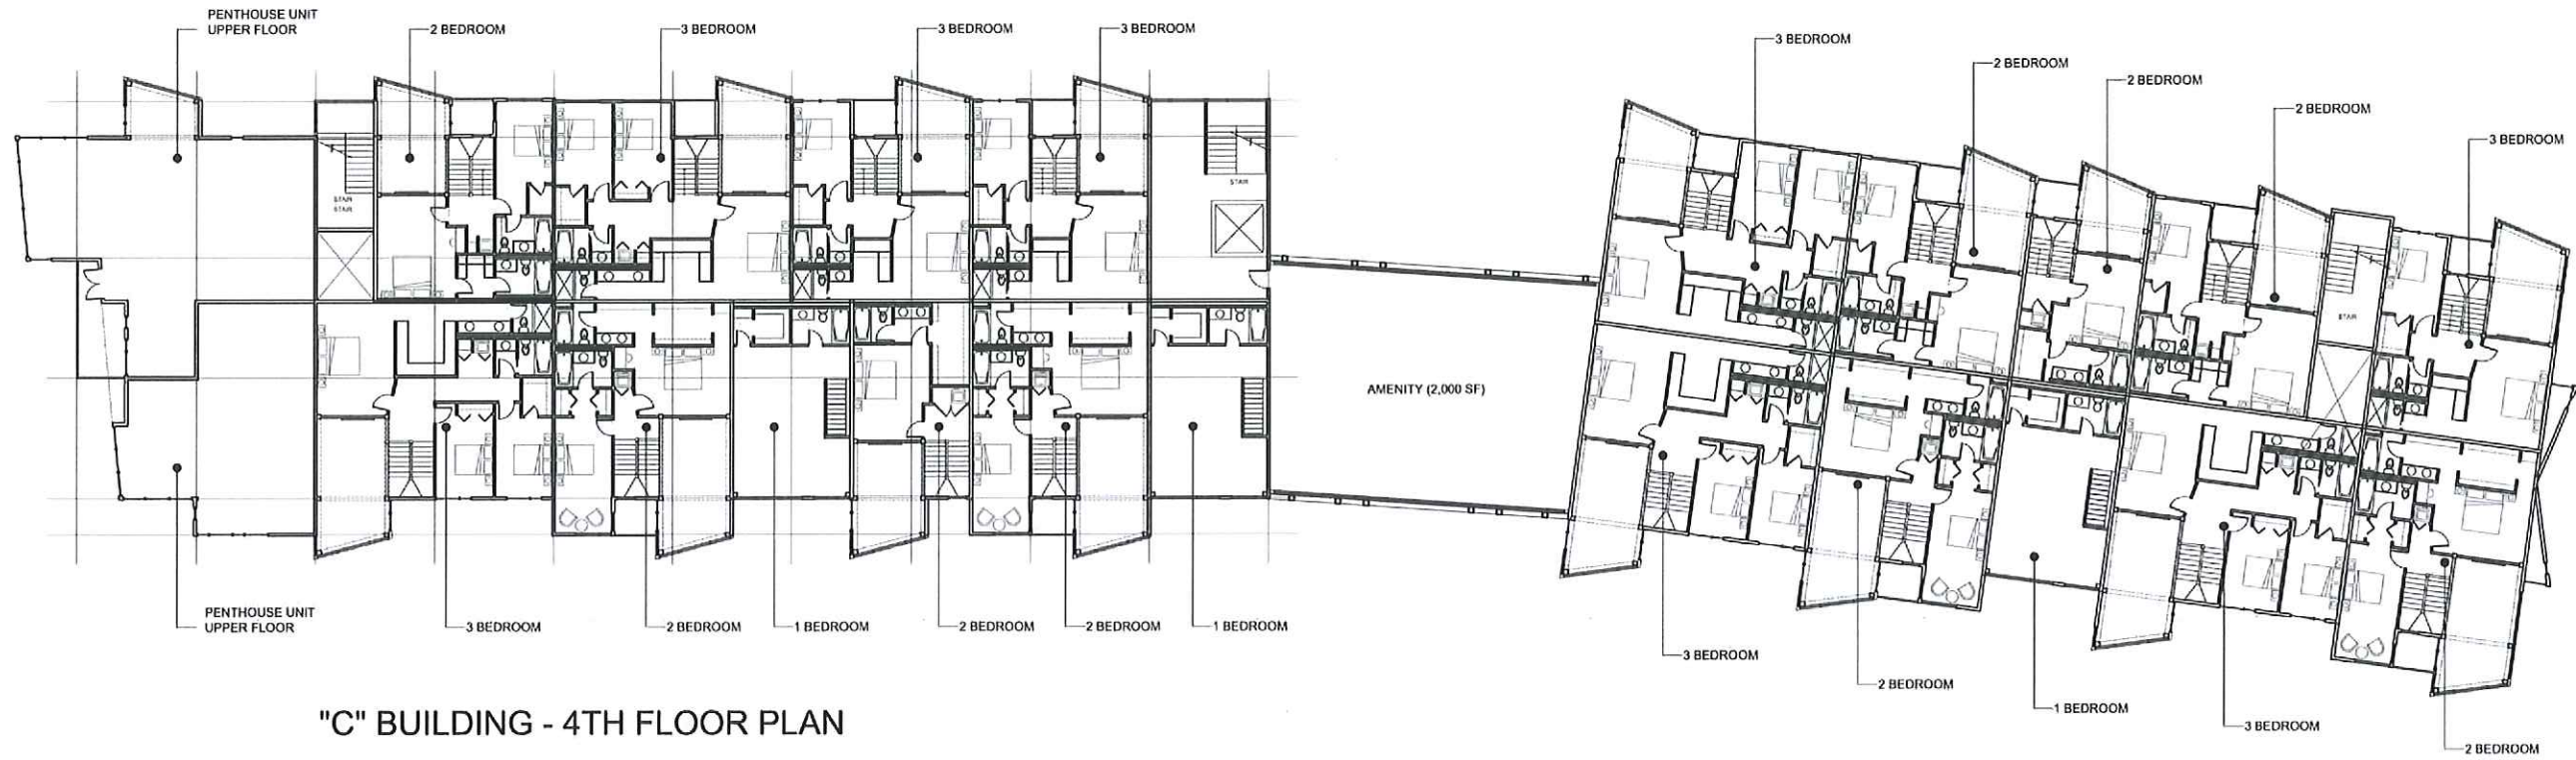 PENTHOUSE UNIT
UPPER FLOOR
2 BEDROOM
3 BEDROOM
3 BEDROOM
3 BEDROOM
3 BEDROOM
2 BEDROOM
2 BEDROOM
2 BEDROOM
3 BEDROOM
STAIR
STAIR
STAIR
STAIR
AMENITY (2,000 SF)
PENTHOUSE UNIT
UPPER FLOOR
3 BEDROOM
2 BEDROOM
1 BEDROOM
2 BEDROOM
2 BEDROOM
1 BEDROOM
3 BEDROOM
2 BEDROOM
1 BEDROOM
3 BEDROOM
2 BEDROOM
"C" BUILDING - 4TH FLOOR PLAN